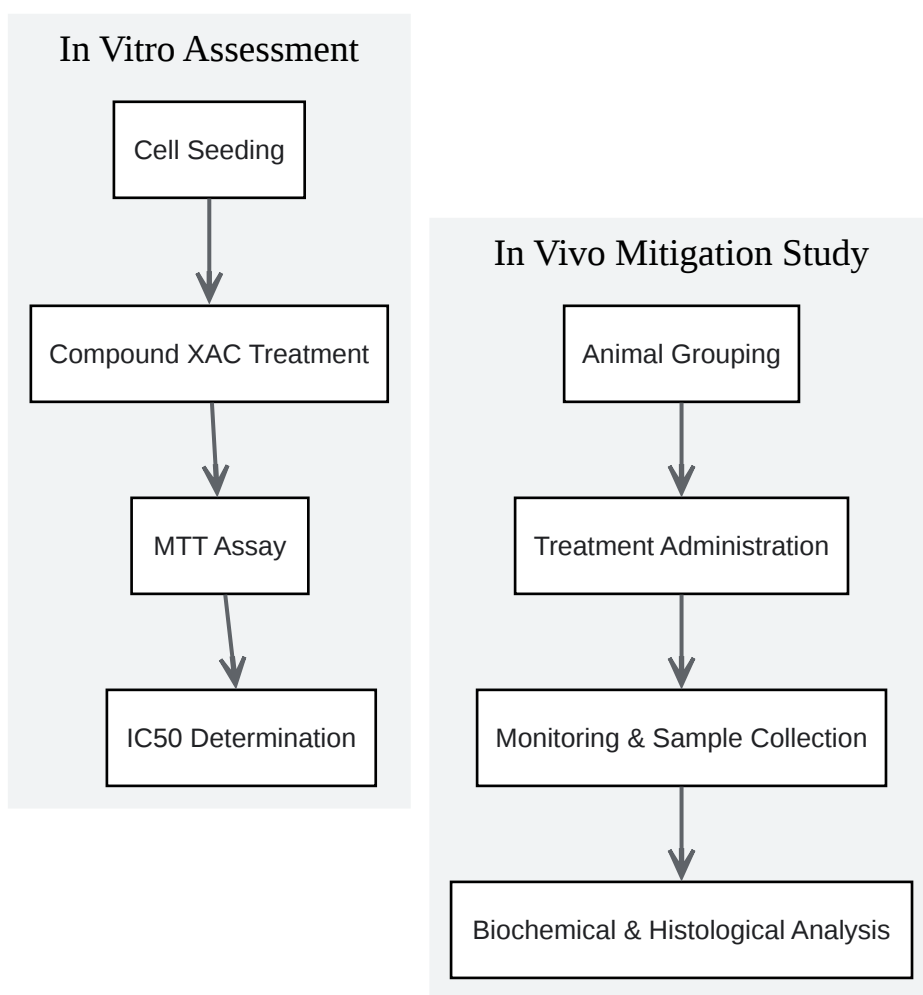 In Vitro Assessment
Cell Seeding
Compound XAC Treatment
MTT Assay
IC50 Determination
In Vivo Mitigation Study
Animal Grouping
Treatment Administration
Monitoring & Sample Collection
Biochemical & Histological Analysis